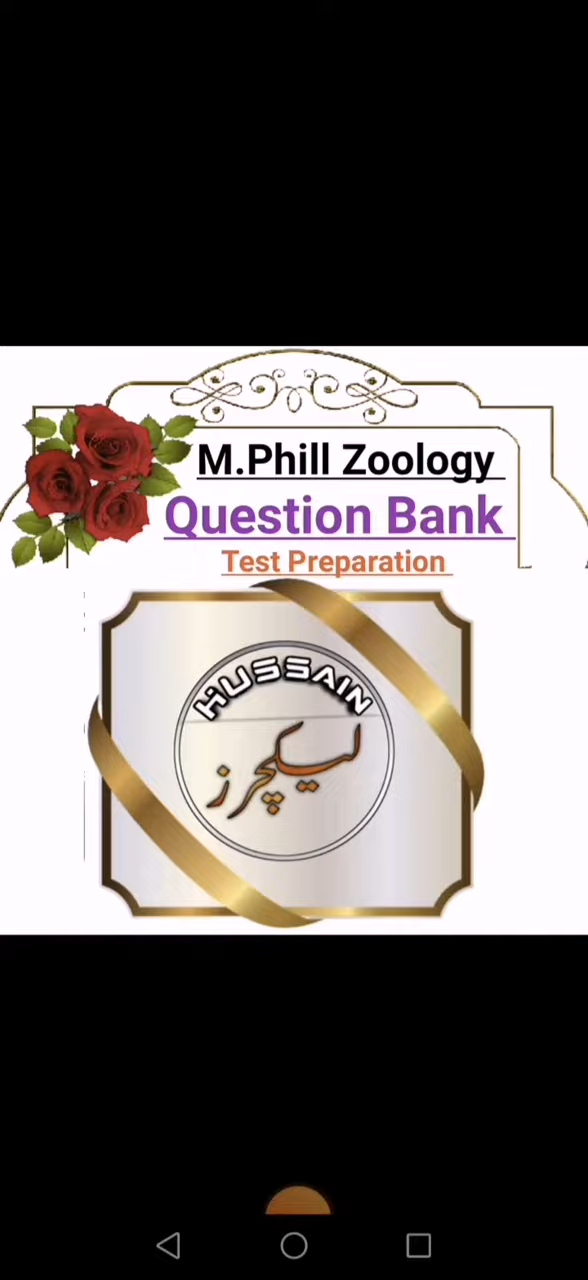 M.Phill Zoology
Question Bank
Test Preparation
HUSSAIN
لیکچرز